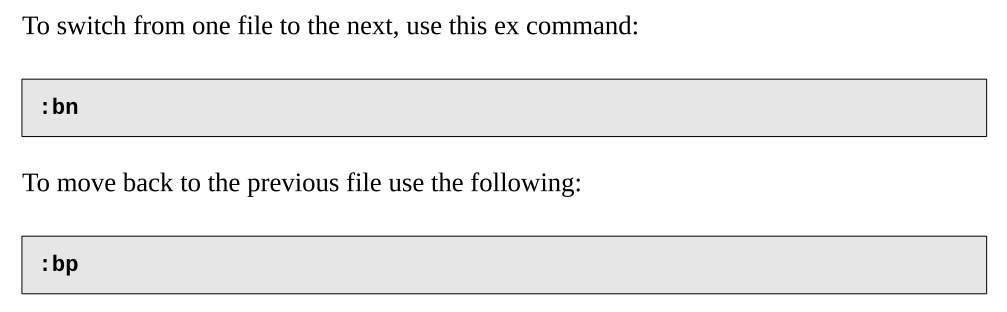 To switch from one file to the next, use this ex command:
:bn
To move back to the previous file use the following:
:bp